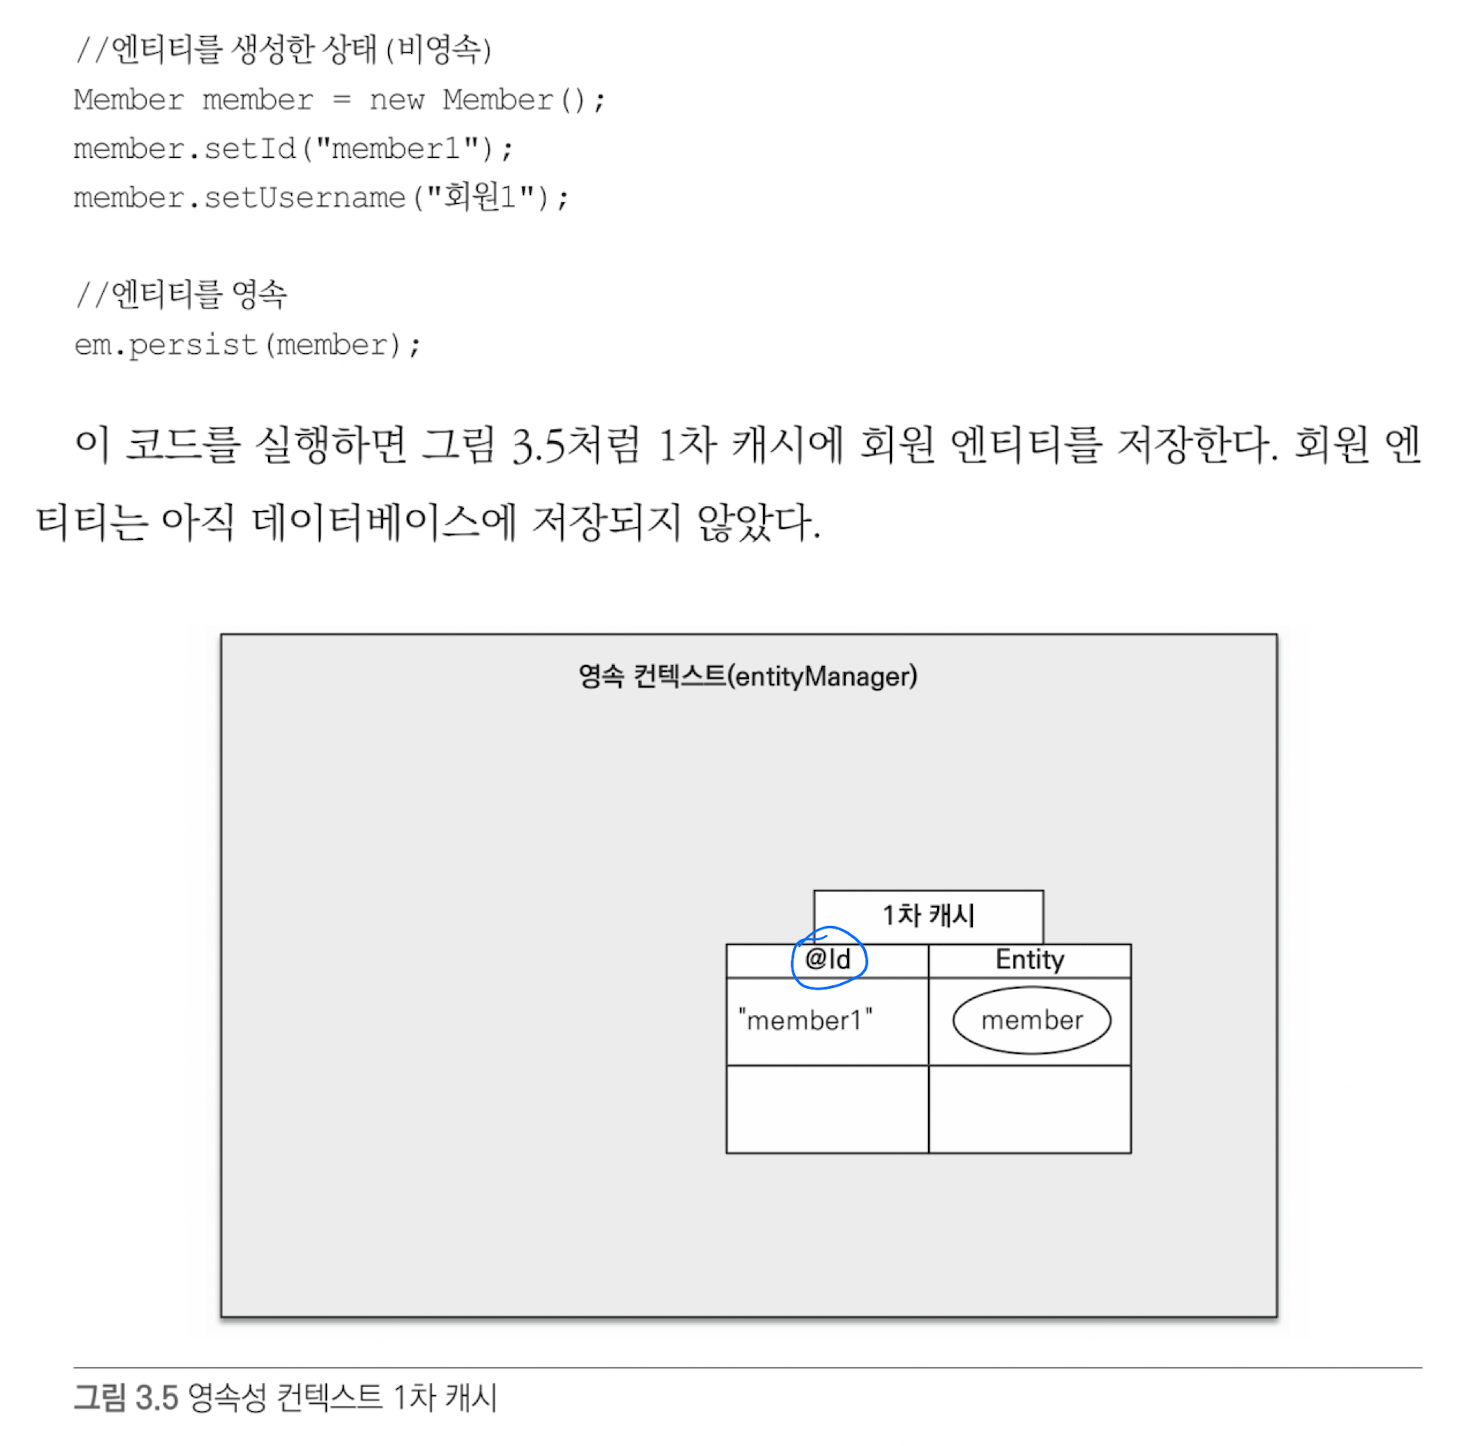 //엔티티를 생성한 상태(비영속)
Member member = new Member();
member.setId("member1");
member.setUsername("회원1");
//엔티티를 영속
em.persist(member);
이 코드를 실행하면 그림 3.5처럼 1차 캐시에 회원 엔티티를 저장한다. 회원 엔
티티는 아직 데이터베이스에 저장되지 않았다.
영속 컨텍스트(entityManager)
1차 캐시
@Id Entity
"member1" member
그림 3.5 영속성 컨텍스트 1차 캐시